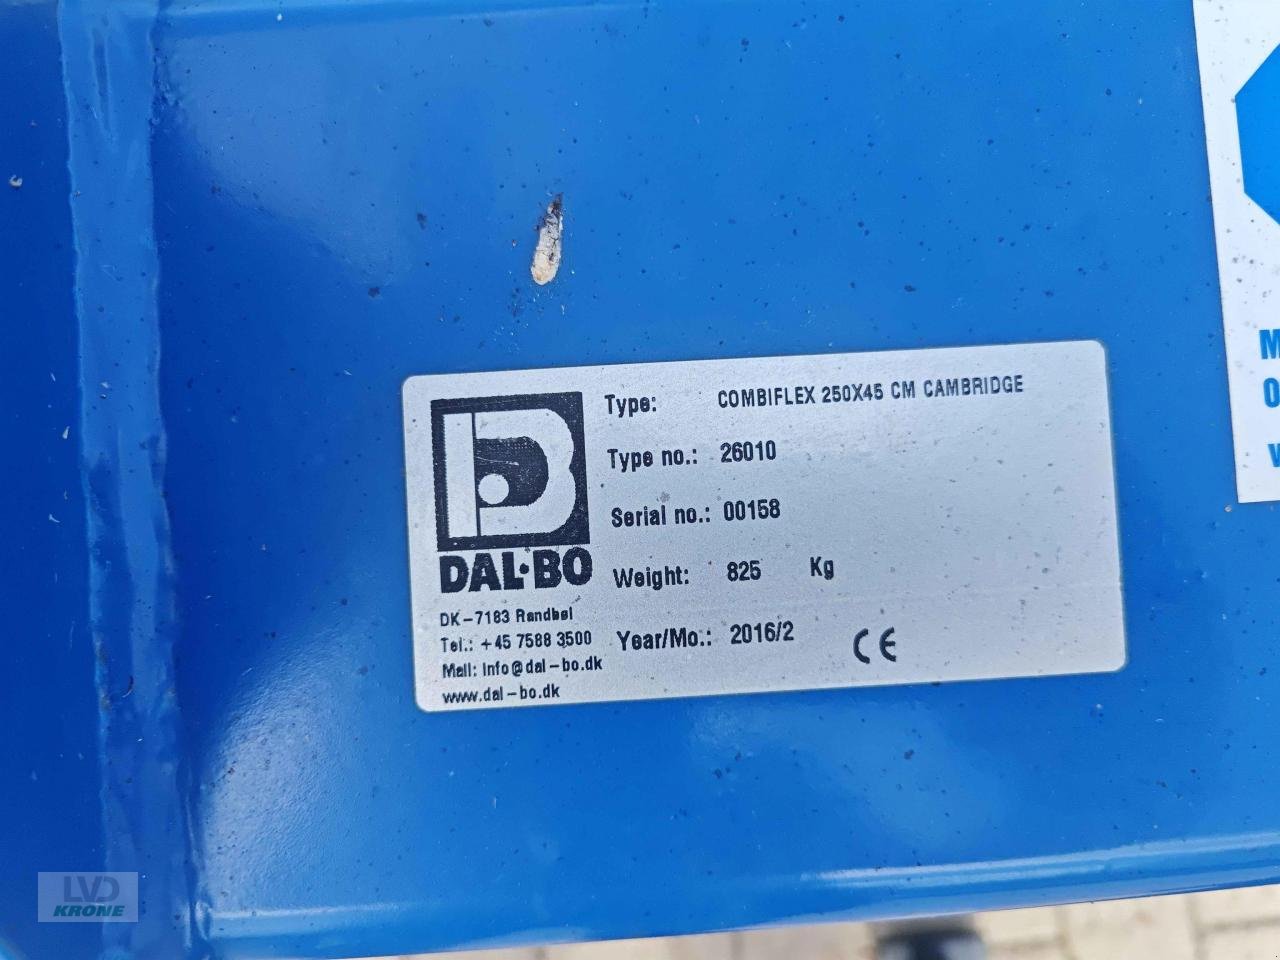 Type: COMBIFLEX 250X45 CM CAMBRIDGE
Type no.: 26010
Serial no.: 00158
Weight: 825 Kg
Year/Mo.: 2016/2
CE
DAL·BO
DK-7183 Randbøl
Tel.: +45 7588 3500
Mail: info@dal-bo.dk
www.dal-bo.dk
LVD
KRONE